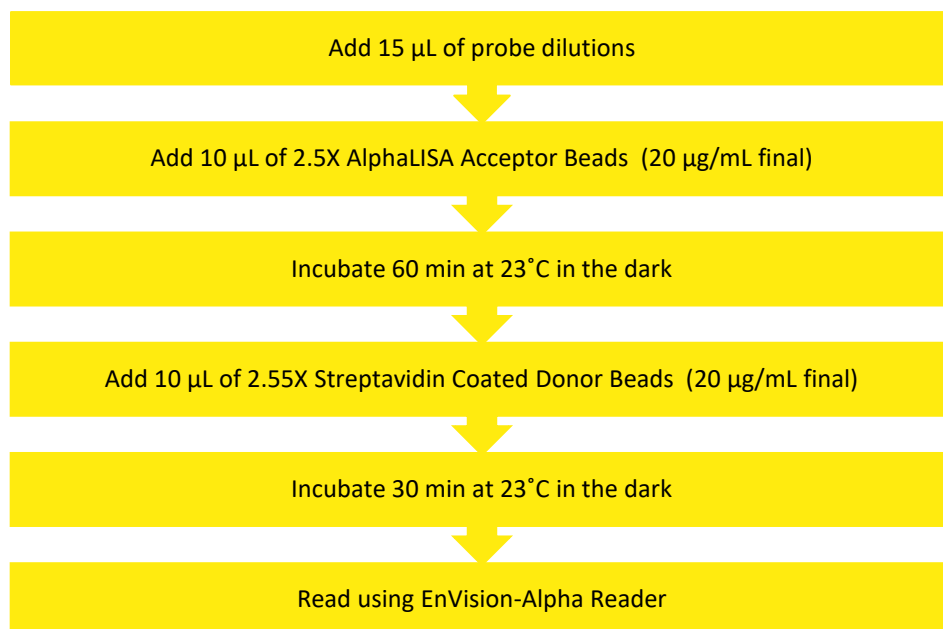 Add 15 µL of probe dilutions
Add 10 µL of 2.5X AlphaLISA Acceptor Beads  (20 µg/mL final)
Incubate 60 min at 23˚C in the dark
Add 10 µL of 2.55X Streptavidin Coated Donor Beads  (20 µg/mL final)
Incubate 30 min at 23˚C in the dark
Read using EnVision-Alpha Reader